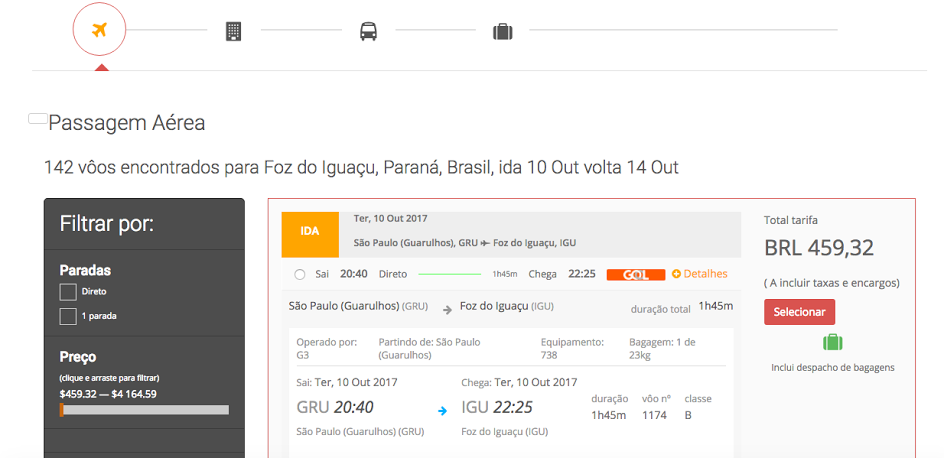 Passagem Aérea
142 vôos encontrados para Foz do Iguaçu, Paraná, Brasil, ida 10 Out volta 14 Out
Filtrar por:
Paradas
Direto
1 parada
Preço
(clique e arraste para filtrar)
$459.32 — $4 164.59
IDA
Ter, 10 Out 2017
São Paulo (Guarulhos), GRU Foz do Iguaçu, IGU
Sai 20:40 Direto 1h45m Chega 22:25 GOL Detalhes
São Paulo (Guarulhos) (GRU) Foz do Iguaçu (IGU) duração total 1h45m
Operado por: Partindo de: São Paulo Equipamento: Bagagem: 1 de
G3 (Guarulhos) 738 23kg
Sai: Ter, 10 Out 2017 Chega: Ter, 10 Out 2017
duração vôo nº classe
GRU 20:40 IGU 22:25
1h45m 1174 B
São Paulo (Guarulhos) (GRU) Foz do Iguaçu (IGU)
Total tarifa
BRL 459,32
( A incluir taxas e encargos)
Selecionar
Inclui despacho de bagagens